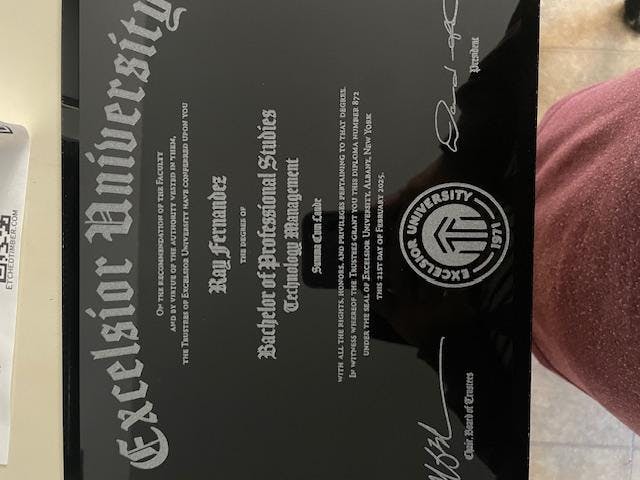 Excelsior University
On the recommendation of the Faculty
and by virtue of the authority vested in them,
the Trustees of Excelsior University have conferred upon you
Ray Fernandez
the degree of
Bachelor of Professional Studies
Technology Management
Summa Cum Laude
with all the rights, honors, and privileges pertaining to that degree.
In witness whereof the Trustees grant you this diploma number 872
under the seal of Excelsior University, Albany, New York
this 21st day of February 2025.
EXCELSIOR UNIVERSITY
1971
Chair, Board of Trustees
President